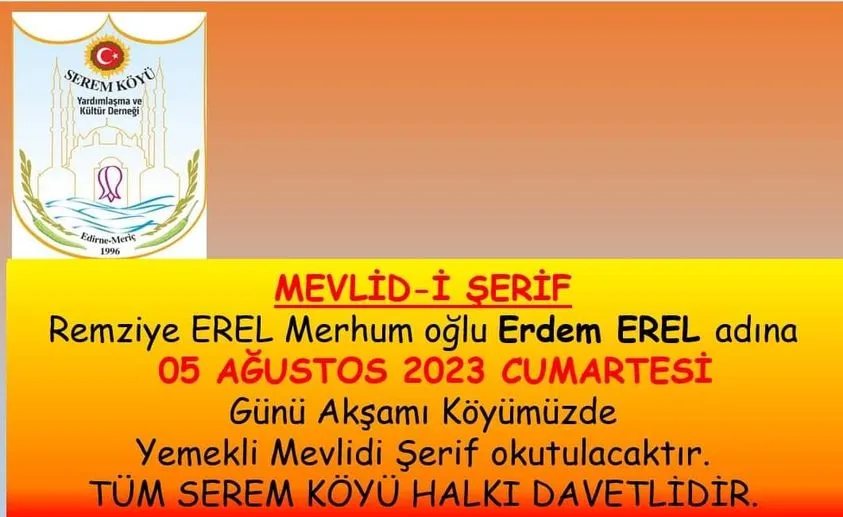 SEREM KÖYÜ
Yardımlaşma ve
Kültür Derneği
Edirne-Meriç
1996
MEVLİD-İ ŞERİF
Remziye EREL Merhum oğlu Erdem EREL adına
05 AĞUSTOS 2023 CUMARTESİ
Günü Akşamı Köyümüzde
Yemekli Mevlidi Şerif okutulacaktır.
TÜM SEREM KÖYÜ HALKI DAVETLİDİR.